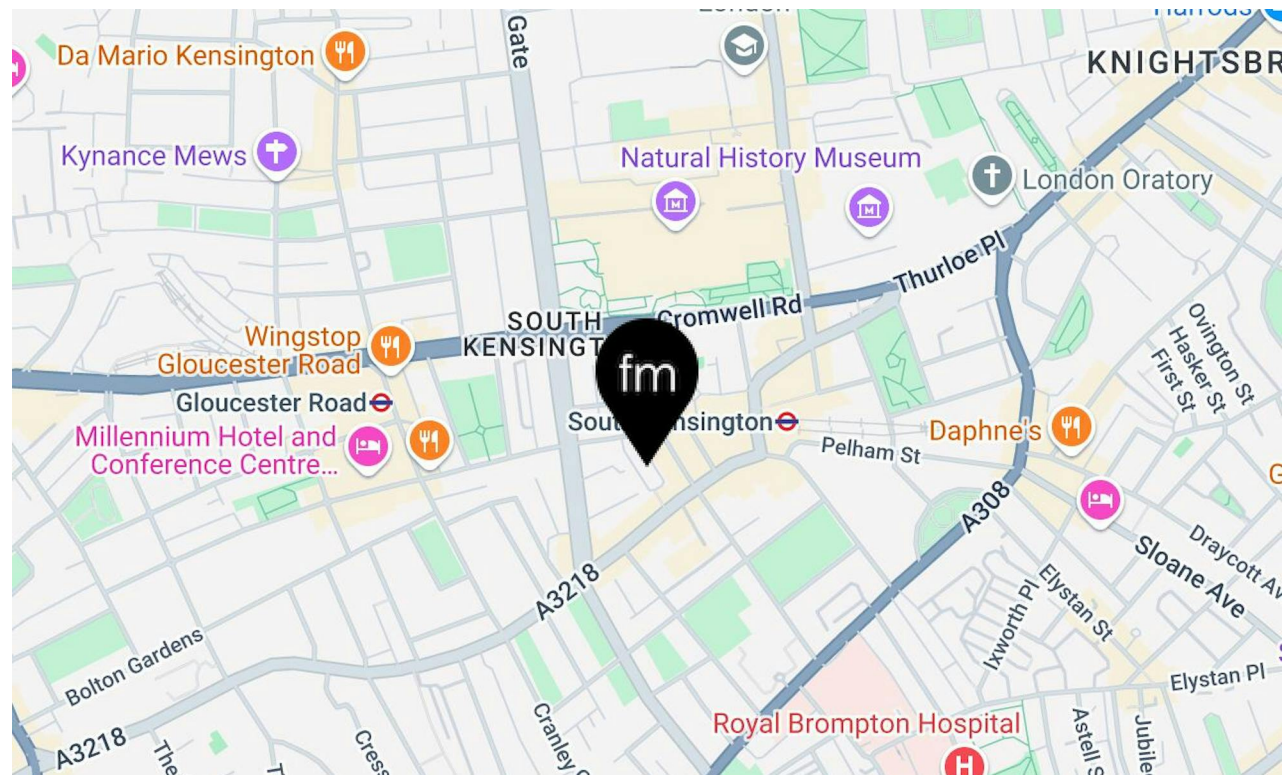 London
Harrods
Gate
Da Mario Kensington
KNIGHTSBR
Kynance Mews
Natural History Museum
London Oratory
Thurloe Pl
Cromwell Rd
SOUTH
KENSINGT
Wingstop
Gloucester Road
Ovington St
Hasker St
First St
fm
Gloucester Road
South Kensington
Millennium Hotel and
Conference Centre...
Pelham St
Daphne's
G
A308
Sloane Ave
Draycott Av
A3218
Elystan St
Ixworth Pl
Bolton Gardens
Elystan Pl
Royal Brompton Hospital
A3218
The
T
Cress
Cranley G
Astell S
Jubile
H